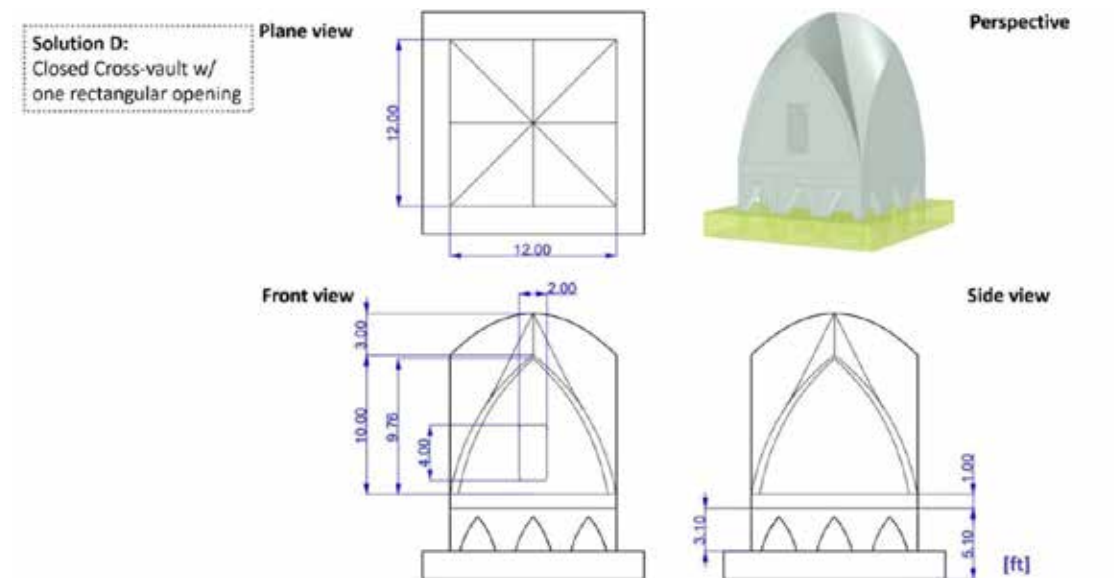 Solution D:
Closed Cross-vault w/
one rectangular opening
Plane view
12.00
12.00
Perspective
Front view
2.00
3.00
10.00
9.76
4.00
Side view
1.00
3.10
5.10
[ft]